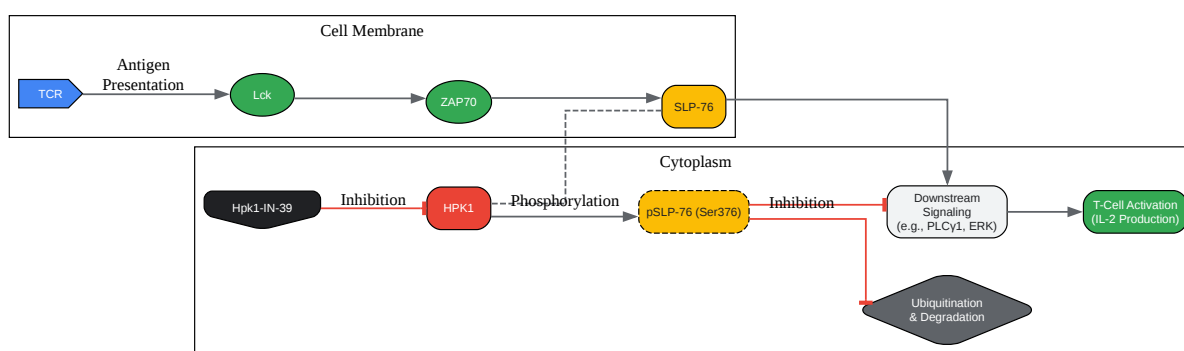 Cell Membrane
Antigen
Presentation
TCR
Lck
ZAP70
SLP-76
Cytoplasm
Hpk1-IN-39
Inhibition
HPK1
Phosphorylation
pSLP-76 (Ser376)
Inhibition
Downstream
Signaling
(e.g., PLCγ1, ERK)
T-Cell Activation
(IL-2 Production)
Ubiquitination
& Degradation